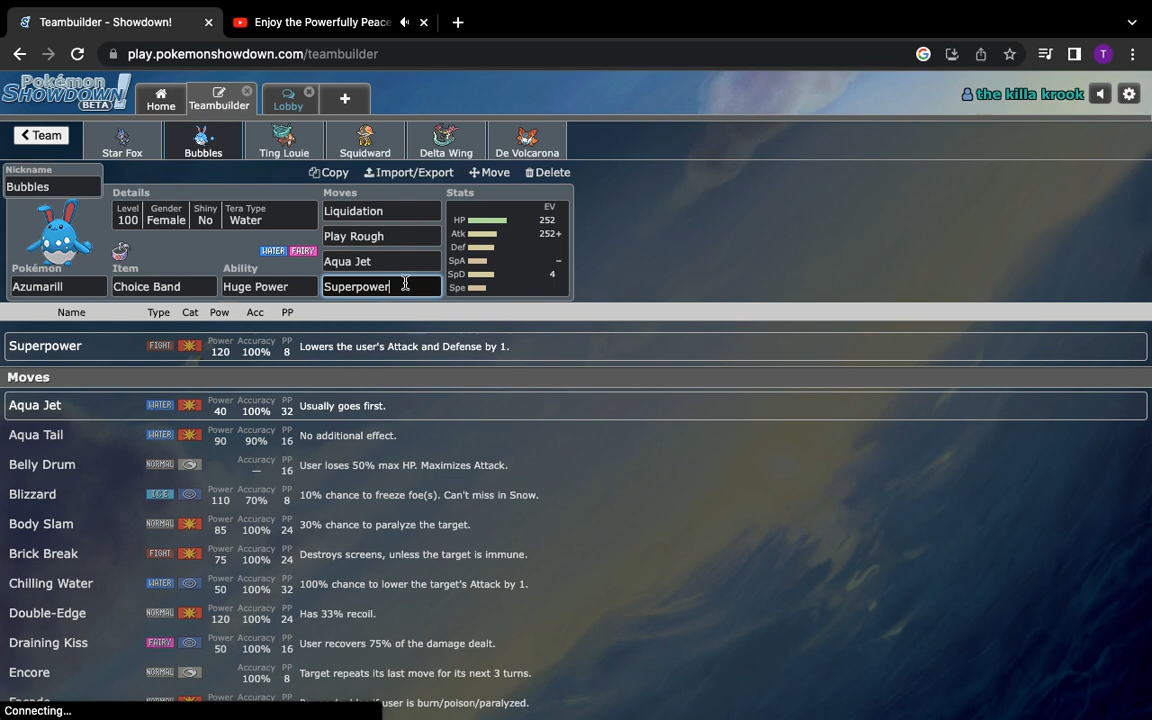 Teambuilder - Showdown!
Enjoy the Powerfully Peace
play.pokemonshowdown.com/teambuilder
T
Pokémon
SHOWDOWN!
BETA
Home
Teambuilder
Lobby
the killa krook
Team
Star Fox
Bubbles
Ting Louie
Squidward
Delta Wing
De Volcarona
Copy
Import/Export
Move
Delete
Nickname
Bubbles
Details
Moves
Stats
Level Gender Shiny Tera Type
100 Female No Water
Liquidation
EV
HP 252
Atk 252+
Def
SpA –
SpD 4
Spe
Play Rough
WATER FAIRY
Aqua Jet
Pokémon Item Ability
Azumarill Choice Band Huge Power Superpower
Name Type Cat Pow Acc PP
Superpower FIGHT Power 120 Accuracy 100% PP 8 Lowers the user's Attack and Defense by 1.
Moves
Aqua Jet WATER Power 40 Accuracy 100% PP 32 Usually goes first.
Aqua Tail WATER Power 90 Accuracy 90% PP 16 No additional effect.
Belly Drum NORMAL Accuracy — PP 16 User loses 50% max HP. Maximizes Attack.
Blizzard ICE Power 110 Accuracy 70% PP 8 10% chance to freeze foe(s). Can't miss in Snow.
Body Slam NORMAL Power 85 Accuracy 100% PP 24 30% chance to paralyze the target.
Brick Break FIGHT Power 75 Accuracy 100% PP 24 Destroys screens, unless the target is immune.
Chilling Water WATER Power 50 Accuracy 100% PP 32 100% chance to lower the target's Attack by 1.
Double-Edge NORMAL Power 120 Accuracy 100% PP 24 Has 33% recoil.
Draining Kiss FAIRY Power 50 Accuracy 100% PP 16 User recovers 75% of the damage dealt.
Encore NORMAL Accuracy 100% PP 8 Target repeats its last move for its next 3 turns.
Power Accuracy PP user is burn/poison/paralyzed.
Connecting...